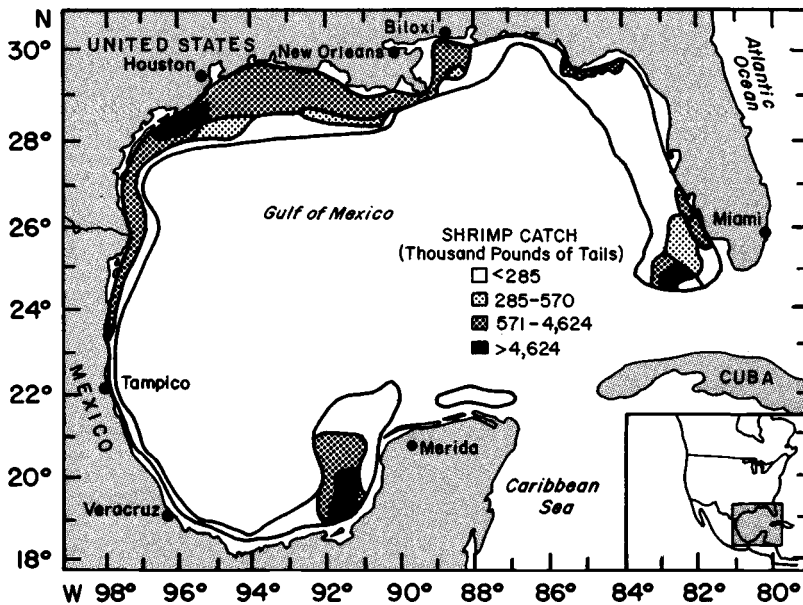 N
30°
28°
26°
24°
22°
20°
18°
W 98° 96° 94° 92° 90° 88° 86° 84° 82° 80°
UNITED STATES
Houston
New Orleans
Biloxi
Atlantic
Ocean
Miami
Gulf of Mexico
SHRIMP CATCH
(Thousand Pounds of Tails)
<285
285-570
571-4,624
>4,624
MEXICO
Tampico
CUBA
Merida
Veracruz
Caribbean
Sea